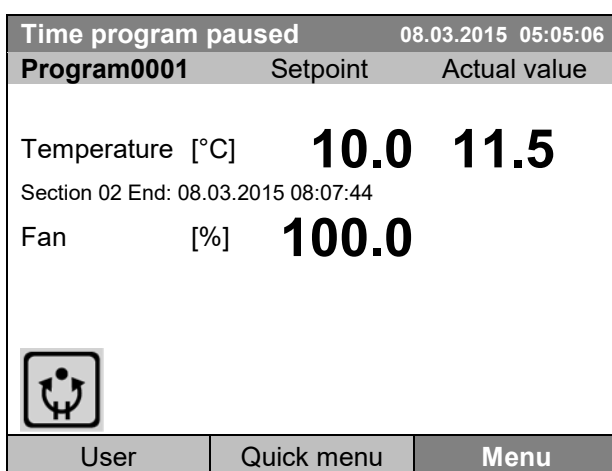 Time program paused 08.03.2015 05:05:06
Program0001 Setpoint Actual value
Temperature [°C] 10.0 11.5
Section 02 End: 08.03.2015 08:07:44
Fan [%] 100.0
User Quick menu Menu